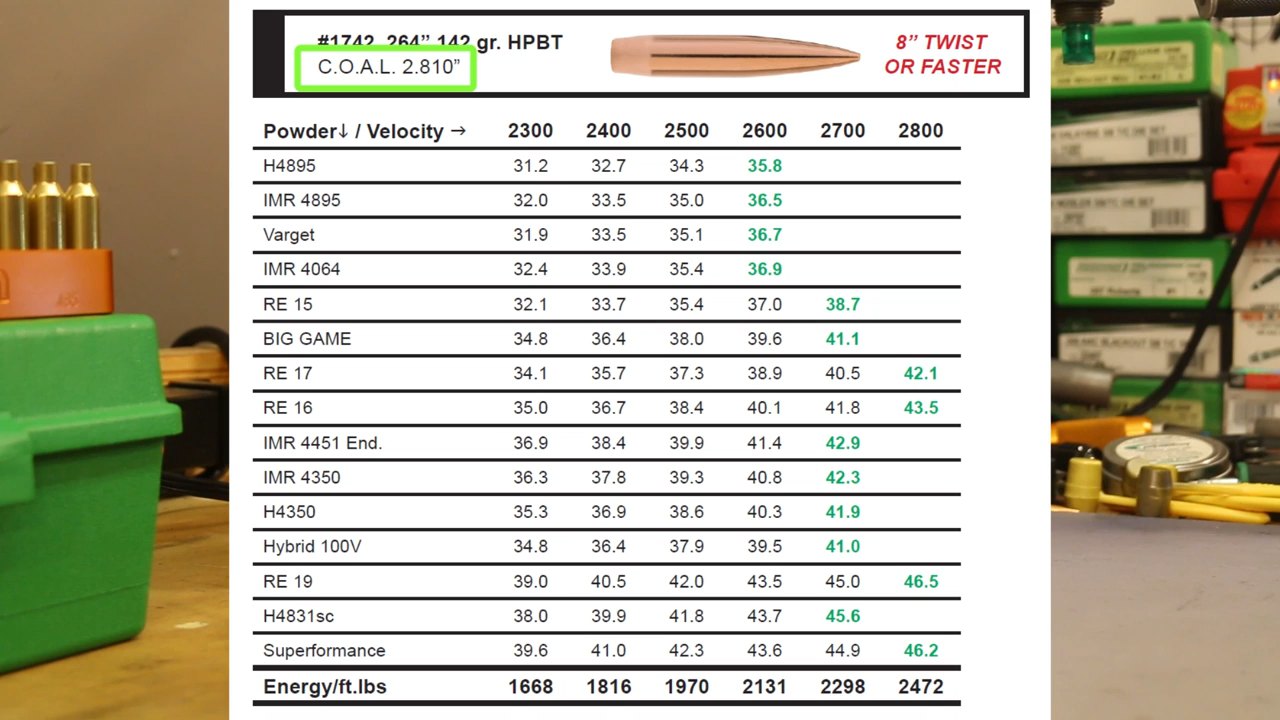 #1742 .264” 142 gr. HPBT
C.O.A.L. 2.810”
8” TWIST
OR FASTER
Powder↓ / Velocity → 2300 2400 2500 2600 2700 2800
H4895 31.2 32.7 34.3 35.8
IMR 4895 32.0 33.5 35.0 36.5
Varget 31.9 33.5 35.1 36.7
IMR 4064 32.4 33.9 35.4 36.9
RE 15 32.1 33.7 35.4 37.0 38.7
BIG GAME 34.8 36.4 38.0 39.6 41.1
RE 17 34.1 35.7 37.3 38.9 40.5 42.1
RE 16 35.0 36.7 38.4 40.1 41.8 43.5
IMR 4451 End. 36.9 38.4 39.9 41.4 42.9
IMR 4350 36.3 37.8 39.3 40.8 42.3
H4350 35.3 36.9 38.6 40.3 41.9
Hybrid 100V 34.8 36.4 37.9 39.5 41.0
RE 19 39.0 40.5 42.0 43.5 45.0 46.5
H4831sc 38.0 39.9 41.8 43.7 45.6
Superformance 39.6 41.0 42.3 43.6 44.9 46.2
Energy/ft.lbs 1668 1816 1970 2131 2298 2472